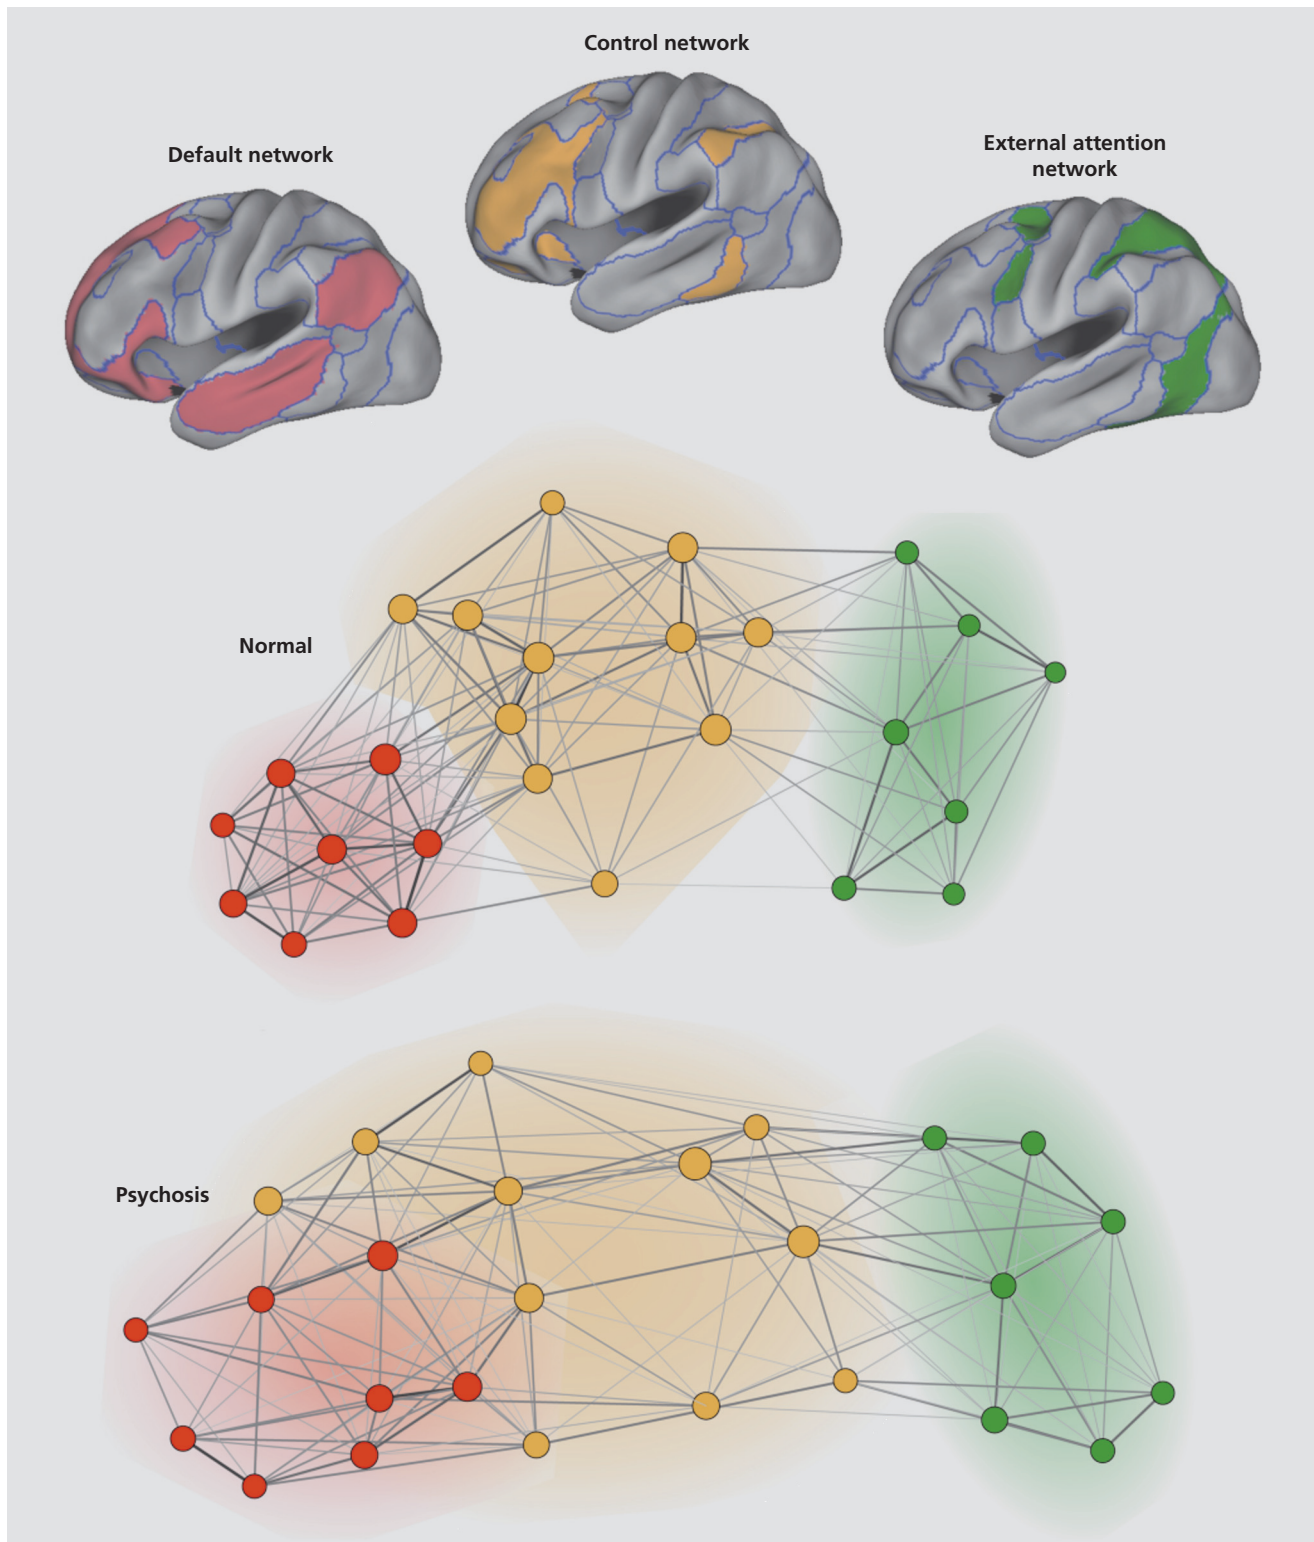 Control network
Default network
External attention
network
Normal
Psychosis